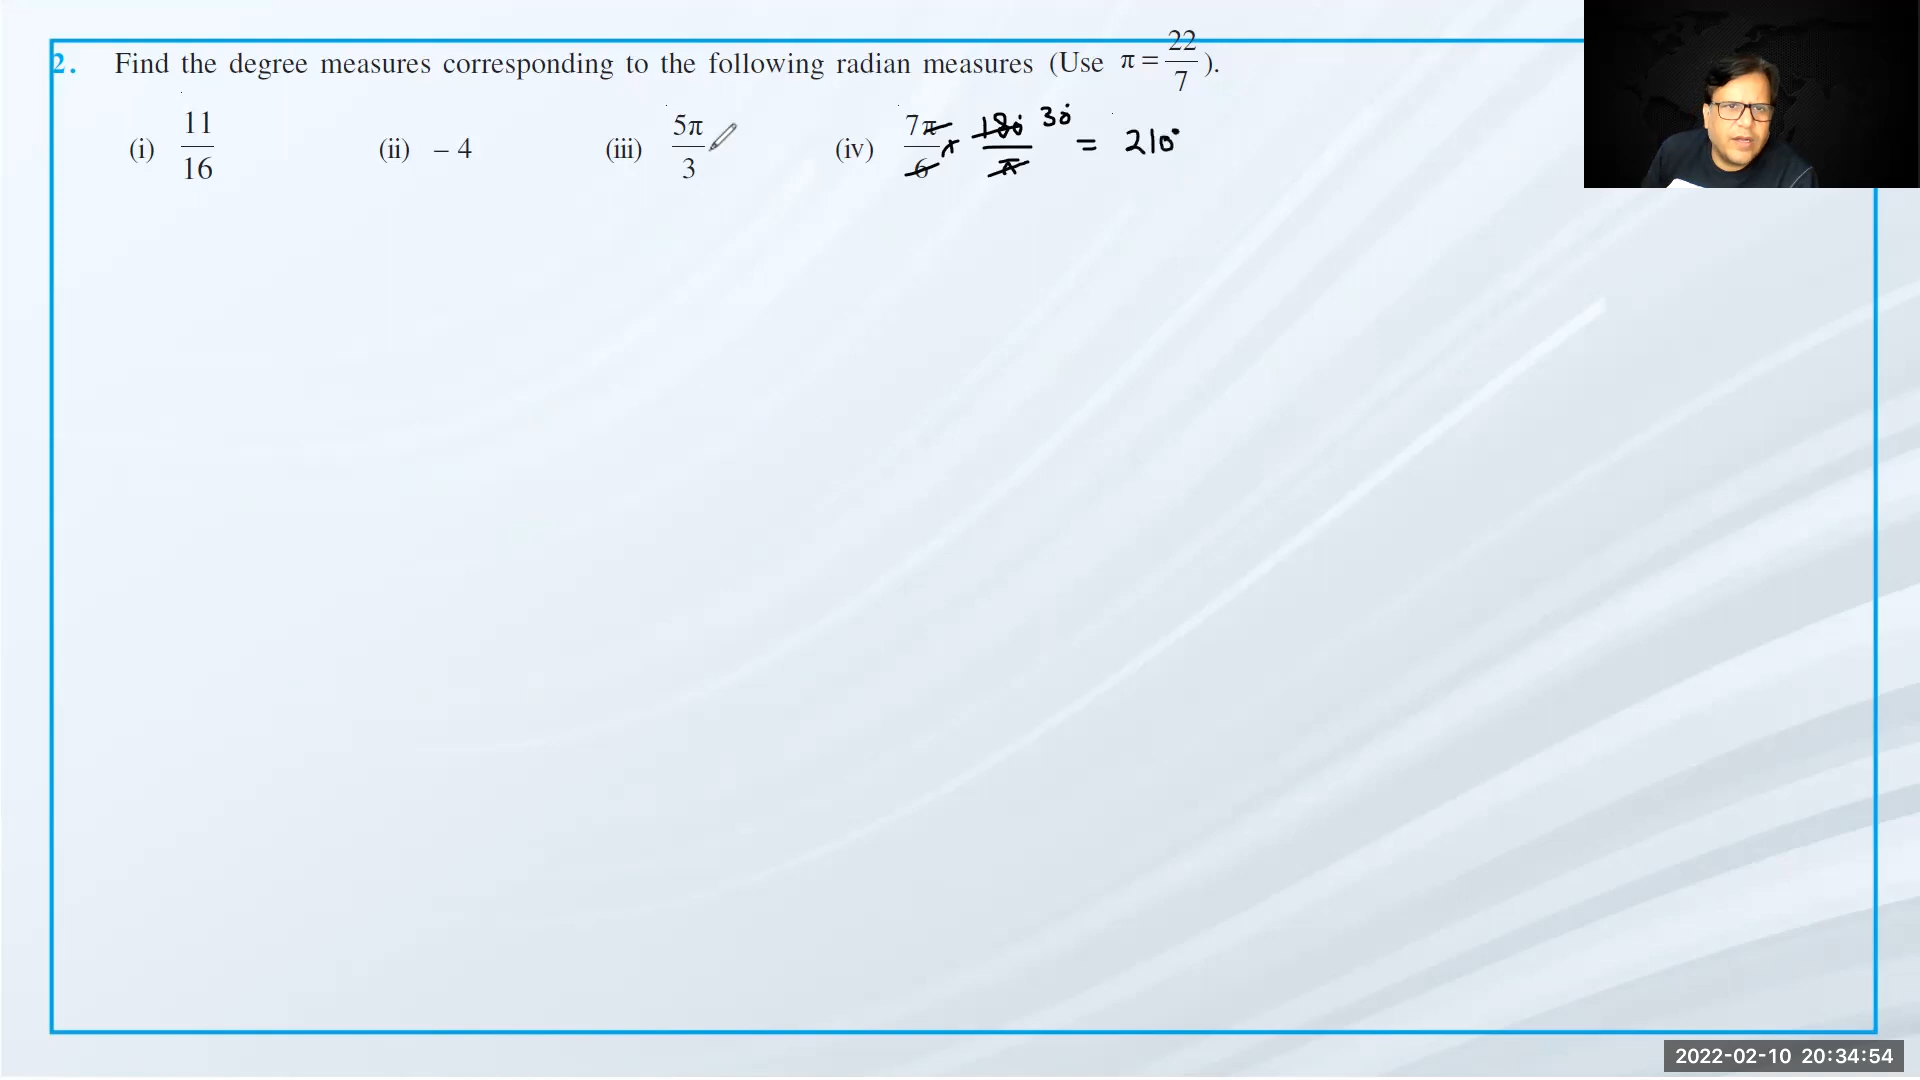 2. Find the degree measures corresponding to the following radian measures (Use π = 22/7).
(i) 11/16 (ii) – 4 (iii) 5π/3 (iv) 7π/6 × 180°/π 30° = 210°
2022-02-10 20:34:54